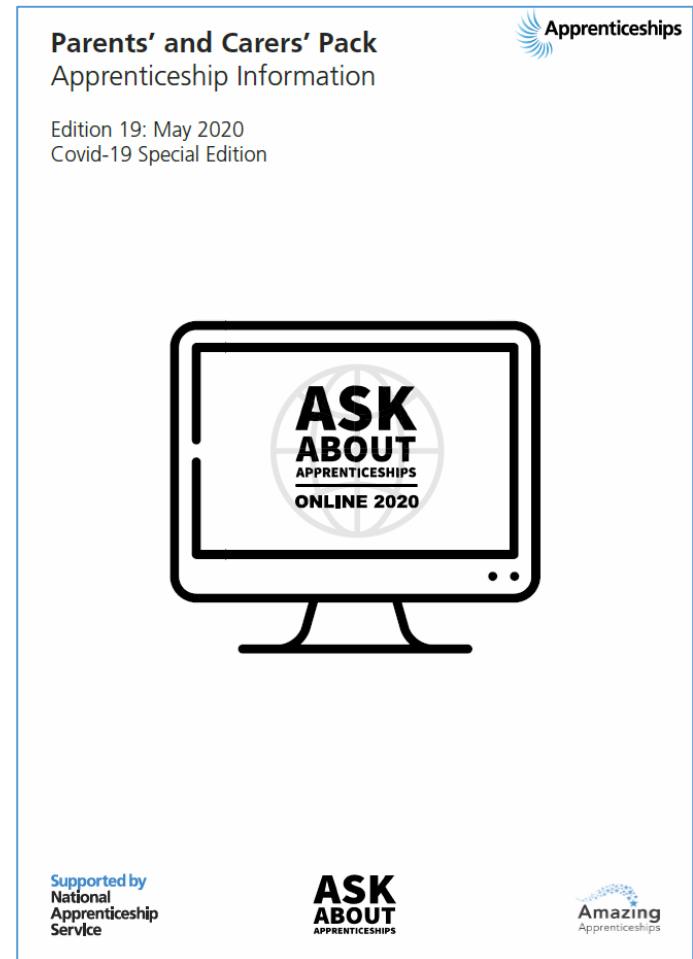 Parents’ and Carers’ Pack
Apprenticeship Information
Apprenticeships
Edition 19: May 2020
Covid-19 Special Edition
ASK
ABOUT
APPRENTICESHIPS
ONLINE 2020
Supported by
National
Apprenticeship
Service
ASK
ABOUT
APPRENTICESHIPS
Amazing
Apprenticeships